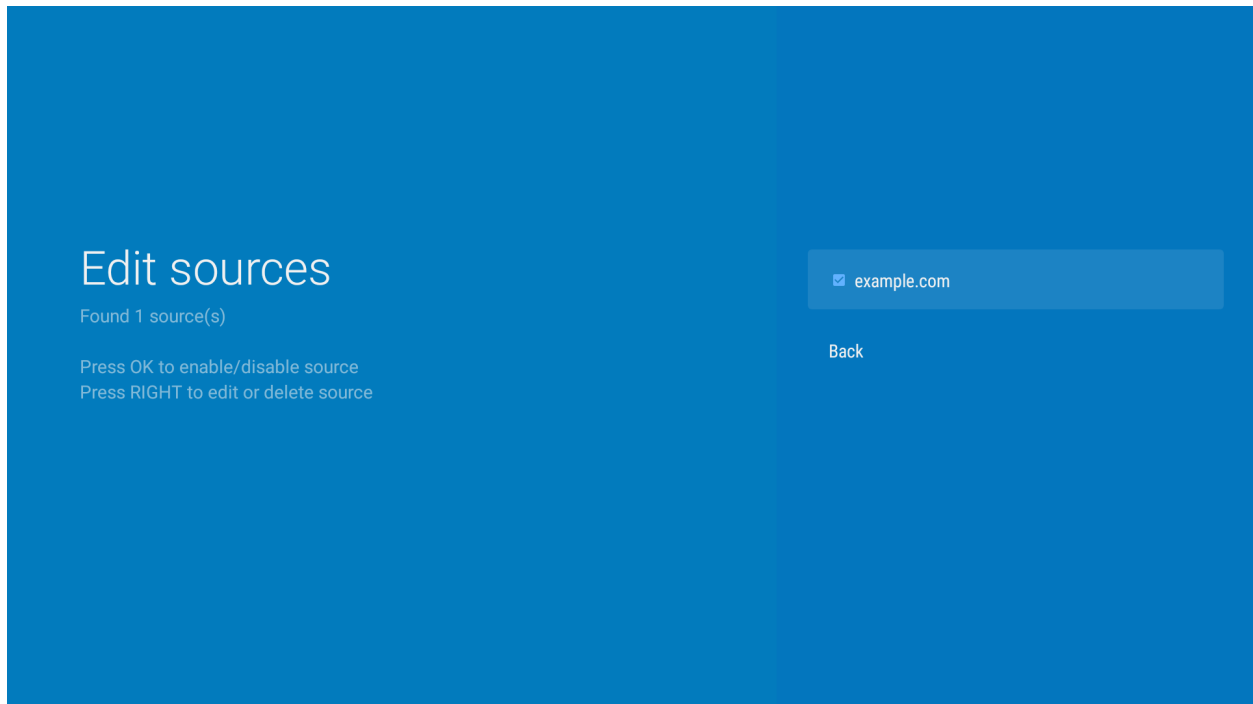 Edit sources
Found 1 source(s)
Press OK to enable/disable source
Press RIGHT to edit or delete source
example.com
Back